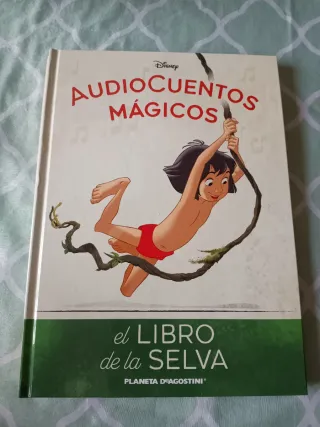 Disney
AUDIOCUENTOS
MÁGICOS
el LIBRO
de la SELVA
PLANETA DEAGOSTINI